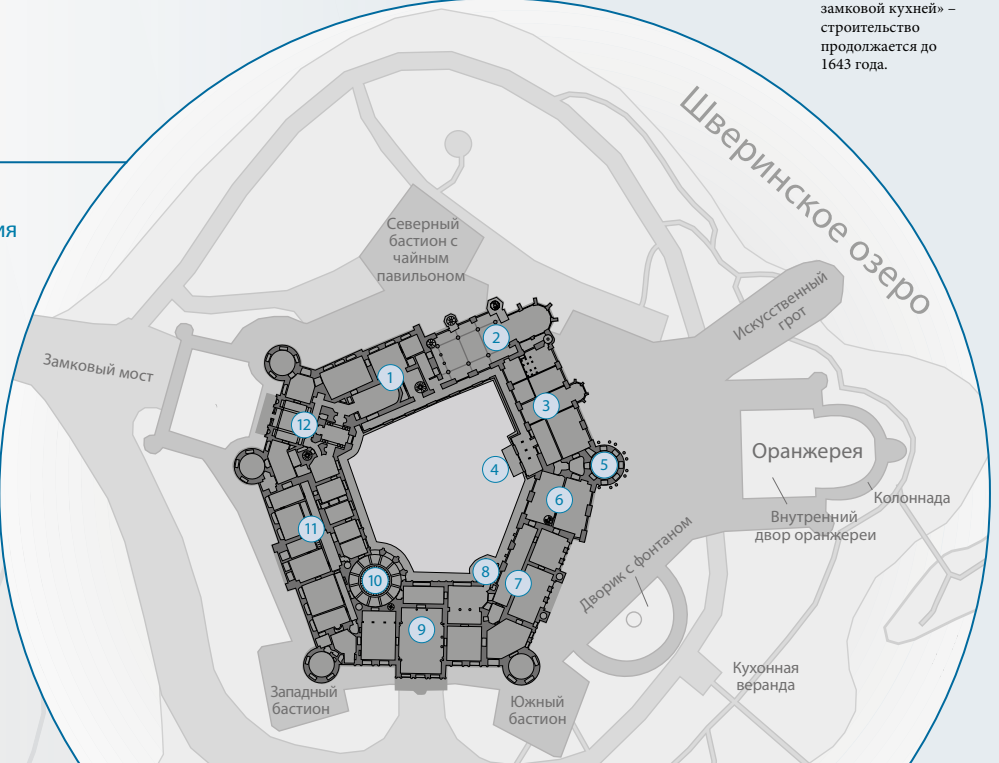 замковой кухней» –
строительство
продолжается до
1643 года.
ия
Шверинское озеро
Северный
бастион с
чайным
павильоном
Искусственный
грот
Замковый мост
1
2
3
4
5
6
7
8
9
10
11
12
Оранжерея
Колоннада
Внутренний
двор оранжереи
Дворик с фонтаном
Кухонная
веранда
Западный
бастион
Южный
бастион